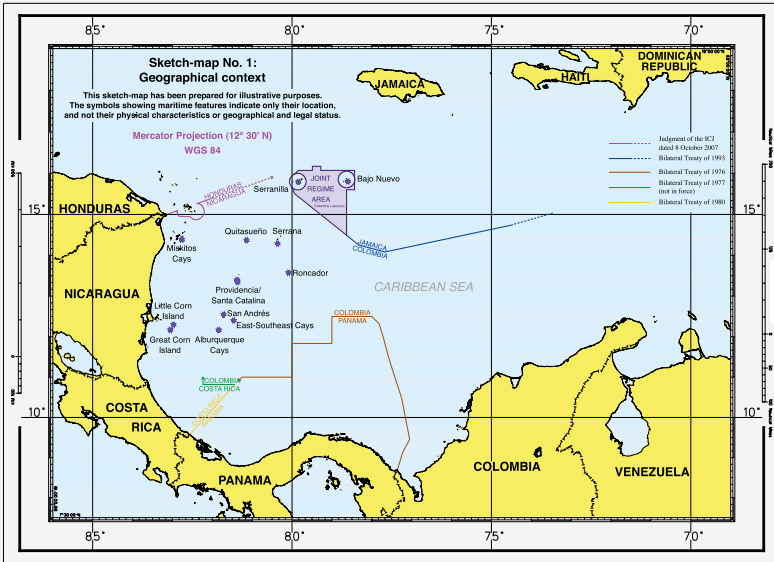 85°
80°
75°
70°
Sketch-map No. 1:
Geographical context
This sketch-map has been prepared for illustrative purposes.
The symbols showing maritime features indicate only their location,
and not their physical characteristics or geographical and legal status.
Mercator Projection (12° 30' N)
WGS 84
JAMAICA
HAITI
DOMINICAN
REPUBLIC
Judgment of the ICJ
dated 8 October 2007
Bilateral Treaty of 1993
Bilateral Treaty of 1976
Bilateral Treaty of 1977
(not in force)
Bilateral Treaty of 1980
HONDURAS
NICARAGUA
Serranilla
JOINT
REGIME
AREA
Bajo Nuevo
15°
15°
HONDURAS
Miskitos
Cays
Quitasueño
Serrana
JAMAICA
COLOMBIA
Roncador
CARIBBEAN SEA
NICARAGUA
Providencia/
Santa Catalina
Little Corn
Island
San Andrés
East-Southeast Cays
Great Corn
Island
Alburquerque
Cays
COLOMBIA
PANAMA
COLOMBIA
COSTA RICA
COSTA RICA
PANAMA
10°
10°
COSTA
RICA
PANAMA
COLOMBIA
VENEZUELA
85°
80°
75°
70°